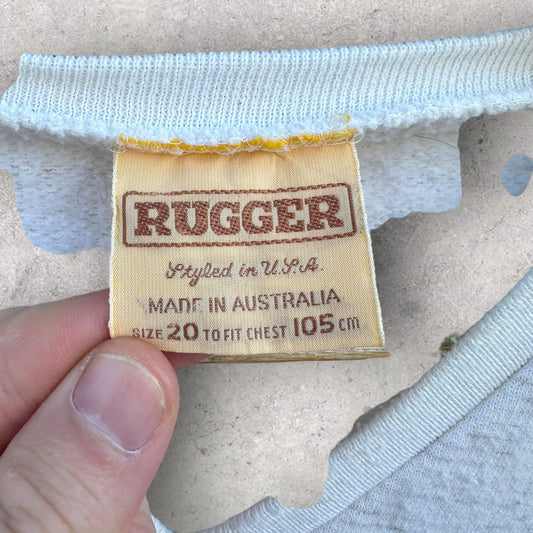 RUGGER
Styled in U.S.A.
MADE IN AUSTRALIA
SIZE 20 TO FIT CHEST 105 CM